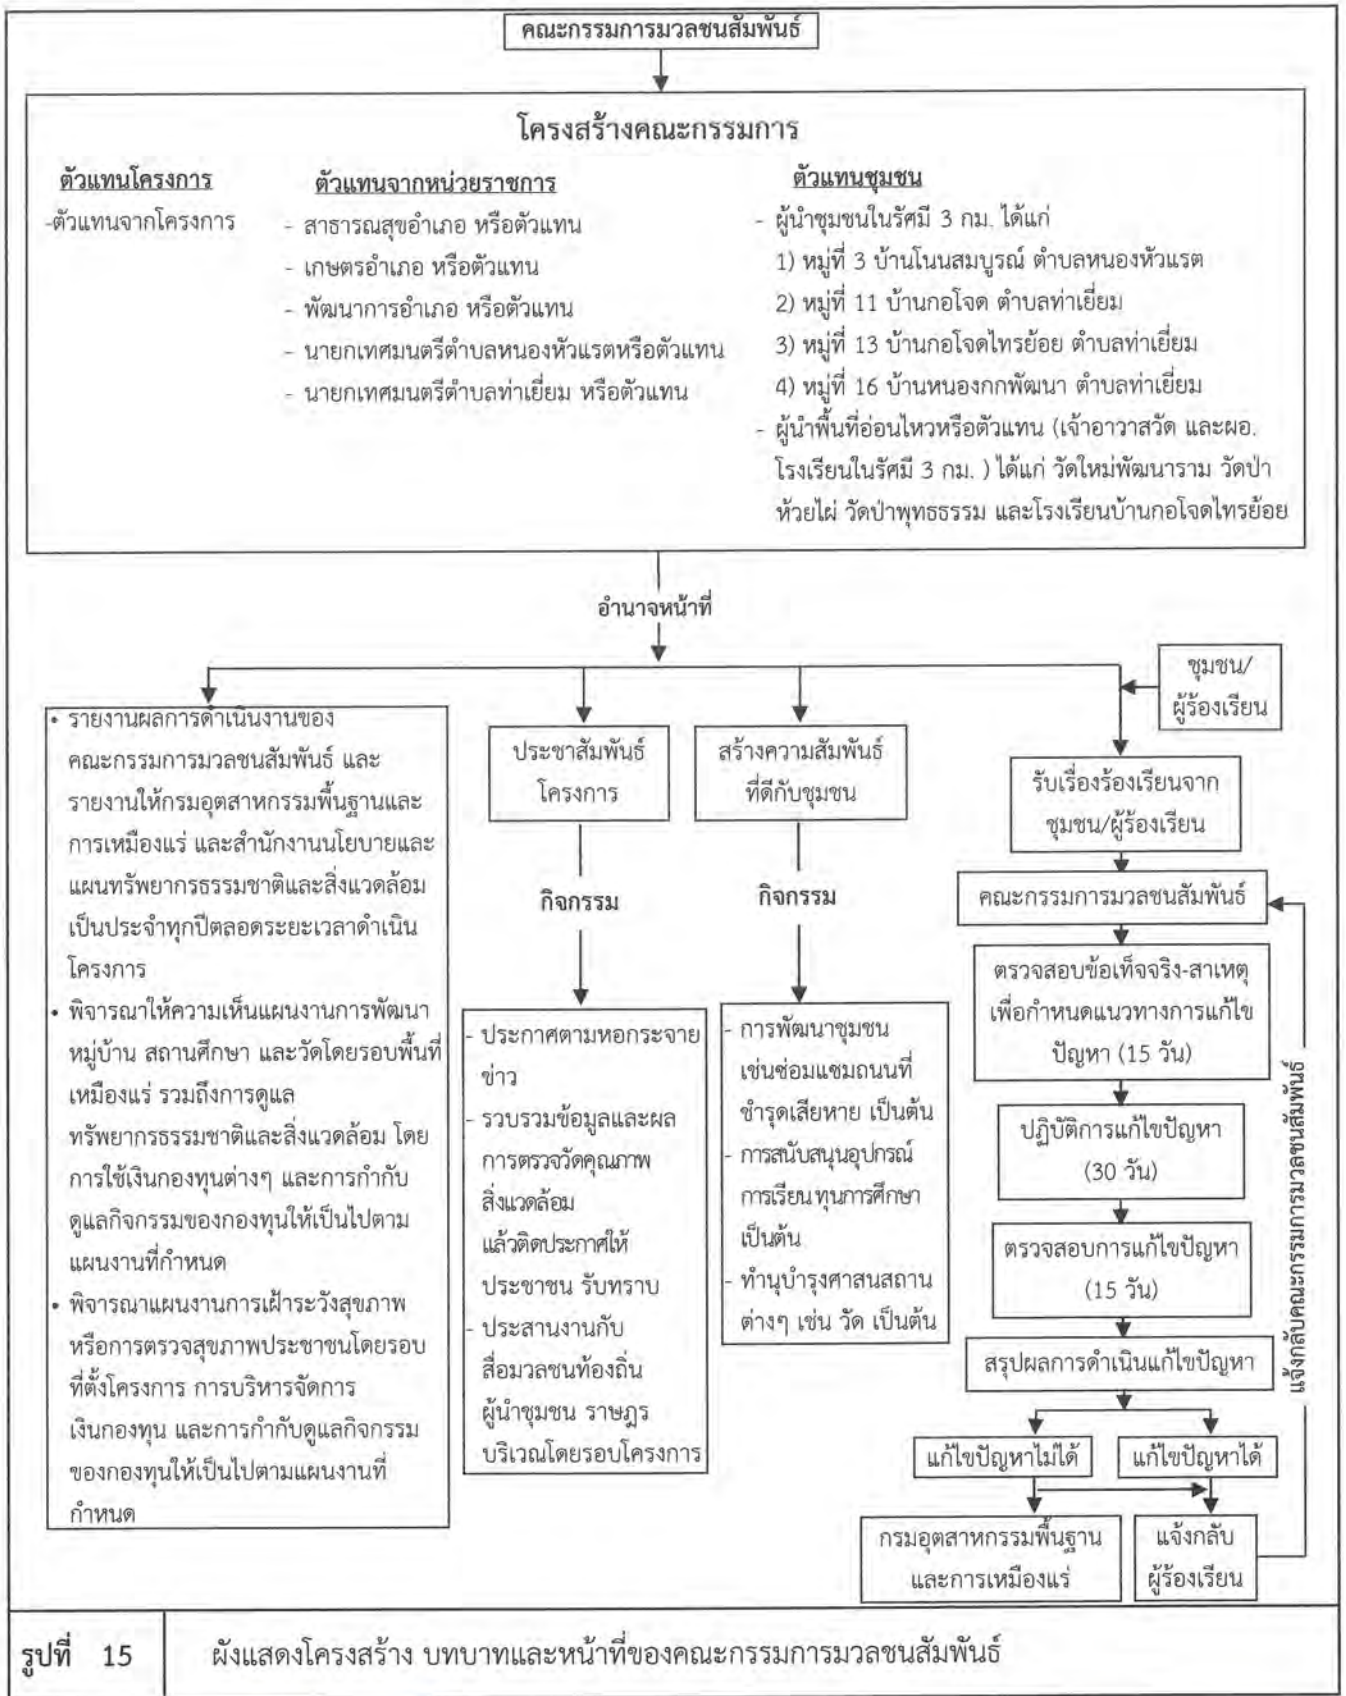 คณะกรรมการมวลชนสัมพันธ์
โครงสร้างคณะกรรมการ
ตัวแทนโครงการ
-ตัวแทนจากโครงการ
ตัวแทนจากหน่วยราชการ
- สาธารณสุขอำเภอ หรือตัวแทน
- เกษตรอำเภอ หรือตัวแทน
- พัฒนาการอำเภอ หรือตัวแทน
- นายกเทศมนตรีตำบลหนองหัวแรตหรือตัวแทน
- นายกเทศมนตรีตำบลท่าเยี่ยม หรือตัวแทน
ตัวแทนชุมชน
- ผู้นำชุมชนในรัศมี 3 กม. ได้แก่
1) หมู่ที่ 3 บ้านโนนสมบูรณ์ ตำบลหนองหัวแรต
2) หมู่ที่ 11 บ้านกอโจด ตำบลท่าเยี่ยม
3) หมู่ที่ 13 บ้านกอโจดไทรย้อย ตำบลท่าเยี่ยม
4) หมู่ที่ 16 บ้านหนองกกพัฒนา ตำบลท่าเยี่ยม
- ผู้นำพื้นที่อ่อนไหวหรือตัวแทน (เจ้าอาวาสวัด และผอ.
โรงเรียนในรัศมี 3 กม. ) ได้แก่ วัดใหม่พัฒนาราม วัดป่า
ห้วยไผ่ วัดป่าพุทธธรรม และโรงเรียนบ้านกอโจดไทรย้อย
อำนาจหน้าที่
• รายงานผลการดำเนินงานของ
คณะกรรมการมวลชนสัมพันธ์ และ
รายงานให้กรมอุตสาหกรรมพื้นฐานและ
การเหมืองแร่ และสำนักงานนโยบายและ
แผนทรัพยากรธรรมชาติและสิ่งแวดล้อม
เป็นประจำทุกปีตลอดระยะเวลาดำเนิน
โครงการ
• พิจารณาให้ความเห็นแผนงานการพัฒนา
หมู่บ้าน สถานศึกษา และวัดโดยรอบพื้นที่
เหมืองแร่ รวมถึงการดูแล
ทรัพยากรธรรมชาติและสิ่งแวดล้อม โดย
การใช้เงินกองทุนต่างๆ และการกำกับ
ดูแลกิจกรรมของกองทุนให้เป็นไปตาม
แผนงานที่กำหนด
• พิจารณาแผนงานการเฝ้าระวังสุขภาพ
หรือการตรวจสุขภาพประชาชนโดยรอบ
ที่ตั้งโครงการ การบริหารจัดการ
เงินกองทุน และการกำกับดูแลกิจกรรม
ของกองทุนให้เป็นไปตามแผนงานที่
กำหนด
ประชาสัมพันธ์
โครงการ
กิจกรรม
- ประกาศตามหอกระจาย
ข่าว
- รวบรวมข้อมูลและผล
การตรวจวัดคุณภาพ
สิ่งแวดล้อม
แล้วติดประกาศให้
ประชาชน รับทราบ
- ประสานงานกับ
สื่อมวลชนท้องถิ่น
ผู้นำชุมชน ราษฎร
บริเวณโดยรอบโครงการ
สร้างความสัมพันธ์
ที่ดีกับชุมชน
กิจกรรม
- การพัฒนาชุมชน
เช่นซ่อมแซมถนนที่
ชำรุดเสียหาย เป็นต้น
- การสนับสนุนอุปกรณ์
การเรียน ทุนการศึกษา
เป็นต้น
- ทำนุบำรุงศาสนสถาน
ต่างๆ เช่น วัด เป็นต้น
ชุมชน/
ผู้ร้องเรียน
รับเรื่องร้องเรียนจาก
ชุมชน/ผู้ร้องเรียน
คณะกรรมการมวลชนสัมพันธ์
ตรวจสอบข้อเท็จจริง-สาเหตุ
เพื่อกำหนดแนวทางการแก้ไข
ปัญหา (15 วัน)
ปฏิบัติการแก้ไขปัญหา
(30 วัน)
ตรวจสอบการแก้ไขปัญหา
(15 วัน)
สรุปผลการดำเนินแก้ไขปัญหา
แก้ไขปัญหาไม่ได้
แก้ไขปัญหาได้
กรมอุตสาหกรรมพื้นฐาน
และการเหมืองแร่
แจ้งกลับ
ผู้ร้องเรียน
แจ้งกลับคณะกรรมการมวลชนสัมพันธ์
รูปที่ 15
ผังแสดงโครงสร้าง บทบาทและหน้าที่ของคณะกรรมการมวลชนสัมพันธ์